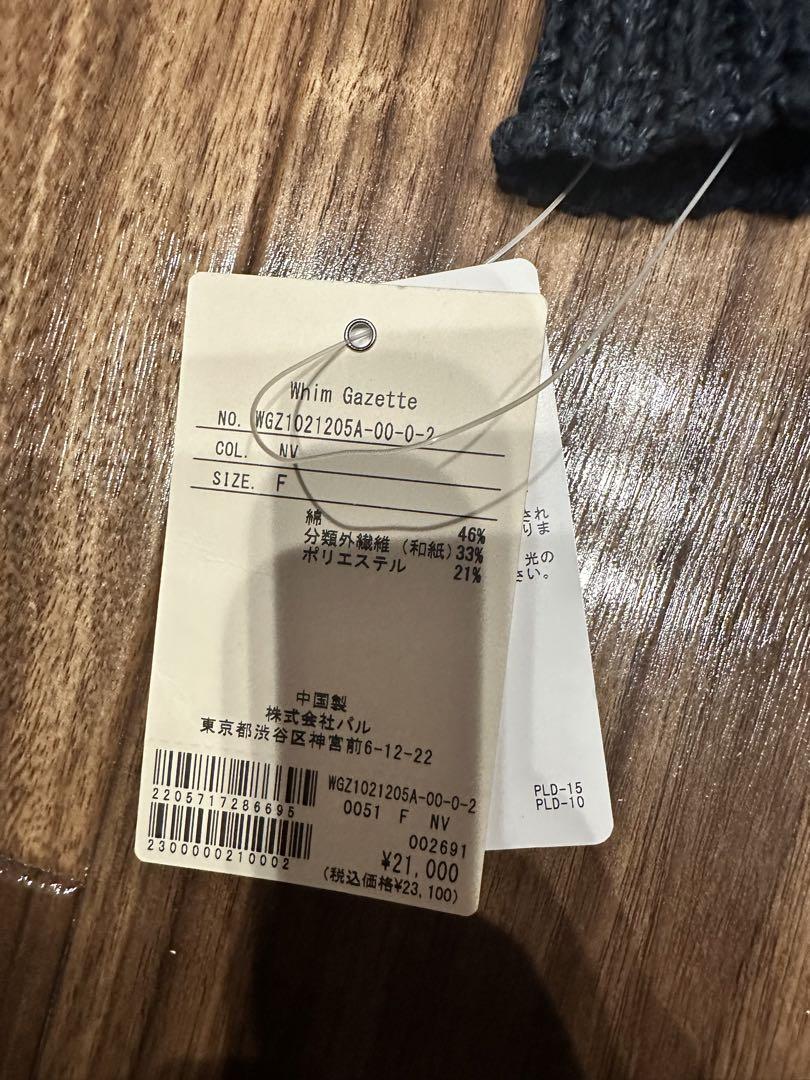 Whim Gazette
NO. WGZ1021205A-00-0-2
COL. NV
SIZE. F
綿 46%
分類外繊維（和紙）33%
ポリエステル 21%
中国製
株式会社パル
東京都渋谷区神宮前6-12-22
2205717286695
2300000210002
WGZ1021205A-00-0-2
0051 F NV
002691
¥21,000
(税込価格¥23,100)
され
りま
光の
さい。
PLD-15
PLD-10